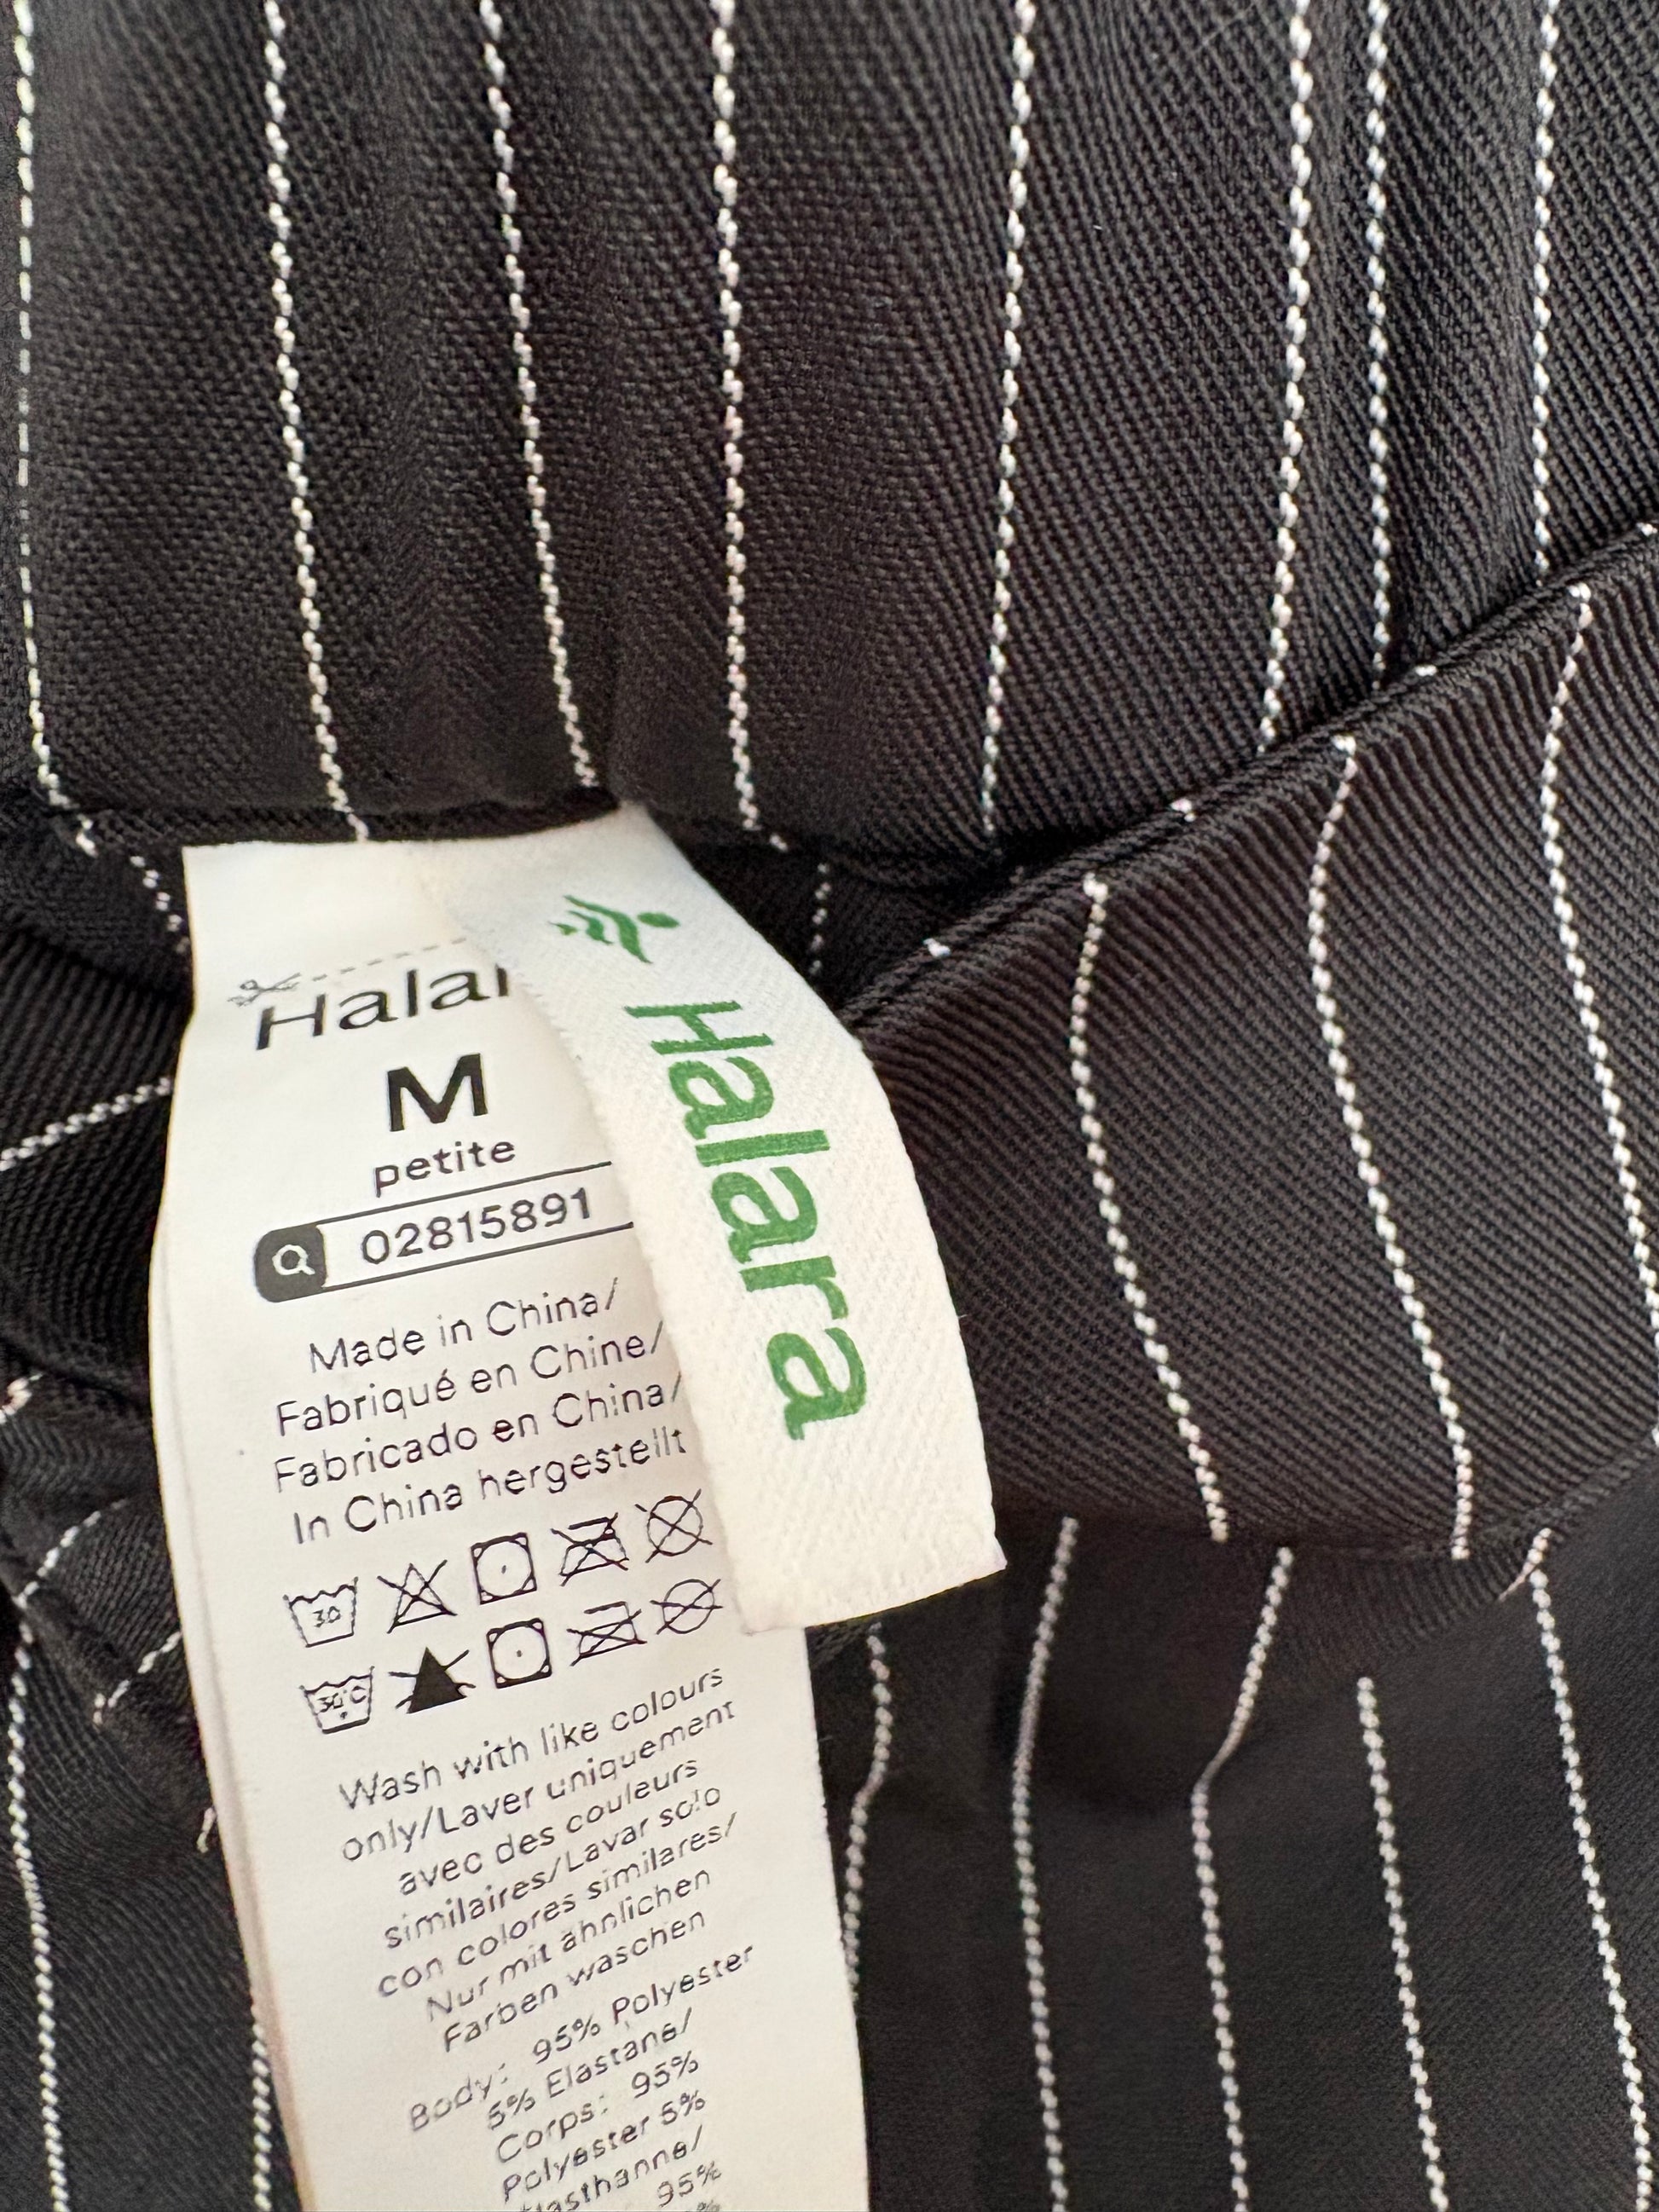 Halara
Halar
M
petite
02815891
Made in China/
Fabriqué en Chine/
Fabricado en China/
In China hergestellt
30
30°C
Wash with like colours
only/Laver uniquement
avec des couleurs
similaires/Lavar solo
con colores similares/
Nur mit ähnlichen
Farben waschen
Body: 95% Polyester
5% Elastane/
Corps: 95%
Polyester 5%
lasthanne/
95%